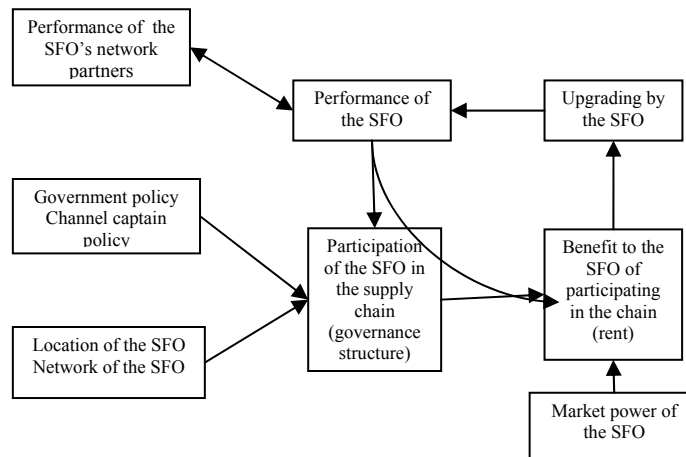 Performance of the
SFO's network
partners
Performance of
the SFO
Upgrading by
the SFO
Government policy
Channel captain
policy
Participation
of the SFO in
the supply
chain
(governance
structure)
Benefit to the
SFO of
participating
in the chain
(rent)
Location of the SFO
Network of the SFO
Market power of
the SFO